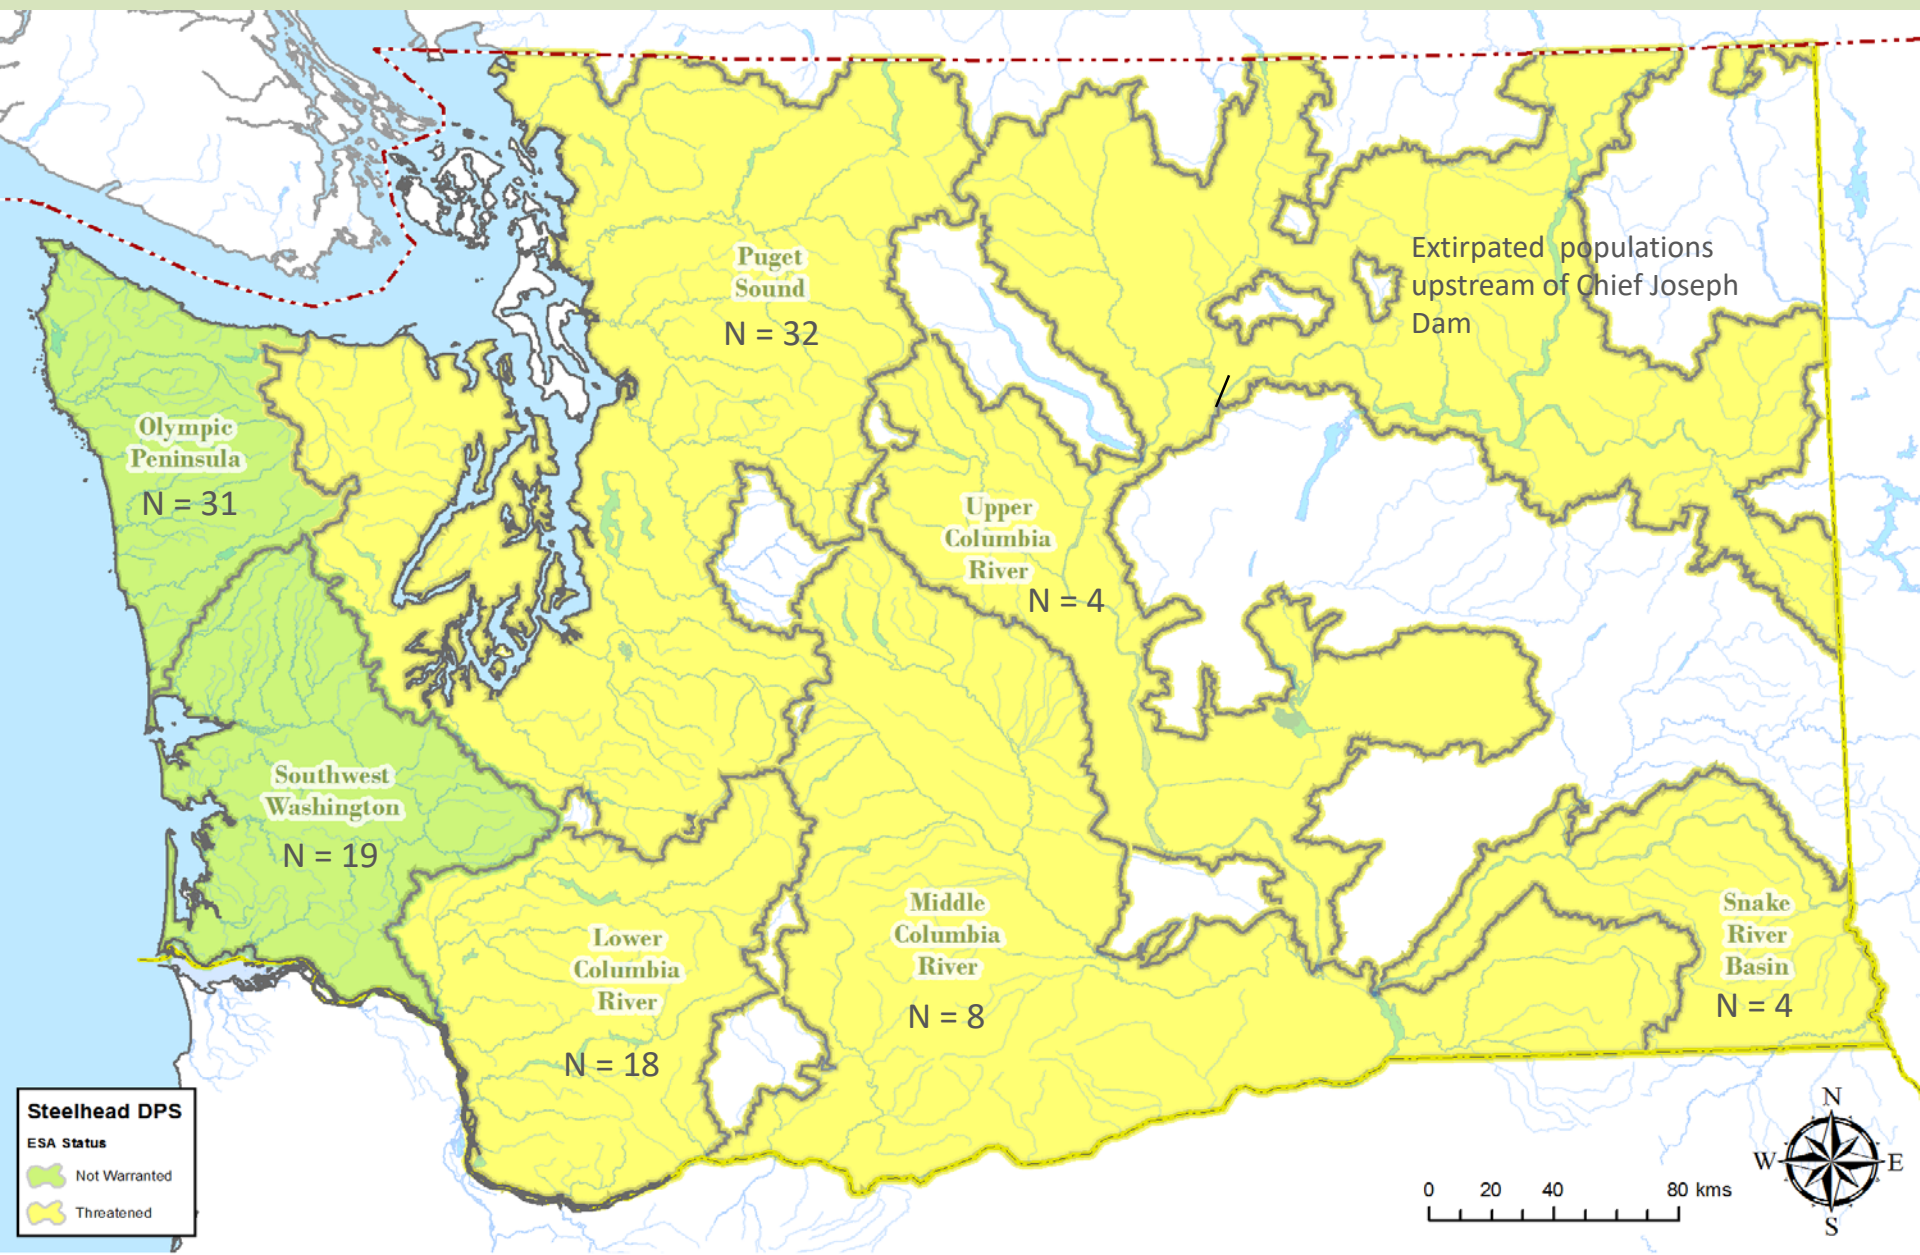 Puget
Sound
N = 32
Extirpated populations
upstream of Chief Joseph
Dam
Olympic
Peninsula
N = 31
Upper
Columbia
River
N = 4
Southwest
Washington
N = 19
Lower
Columbia
River
N = 18
Middle
Columbia
River
N = 8
Snake
River
Basin
N = 4
Steelhead DPS
ESA Status
Not Warranted
Threatened
0 20 40 80 kms
N
W E
S